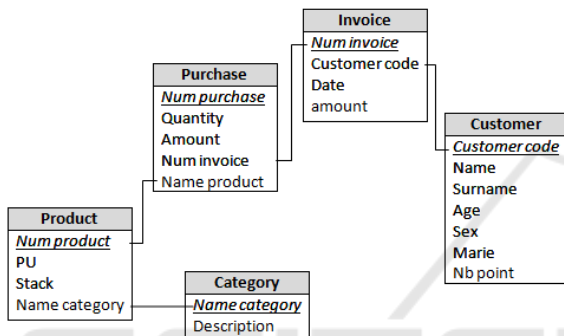 Invoice
Num invoice
Customer code
Date
amount
Purchase
Num purchase
Quantity
Amount
Num invoice
Name product
Customer
Customer code
Name
Surname
Age
Sex
Marie
Nb point
Product
Num product
PU
Stack
Name category
Category
Name category
Description